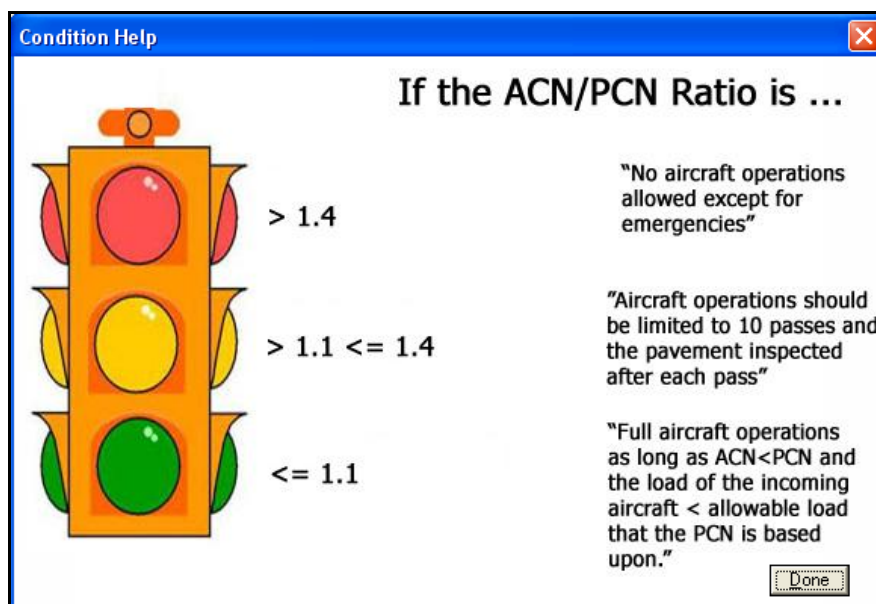 Condition Help
If the ACN/PCN Ratio is ...
> 1.4
"No aircraft operations
allowed except for
emergencies"
> 1.1 <= 1.4
"Aircraft operations should
be limited to 10 passes and
the pavement inspected
after each pass"
<= 1.1
"Full aircraft operations
as long as ACN<PCN and
the load of the incoming
aircraft < allowable load
that the PCN is based
upon."
Done